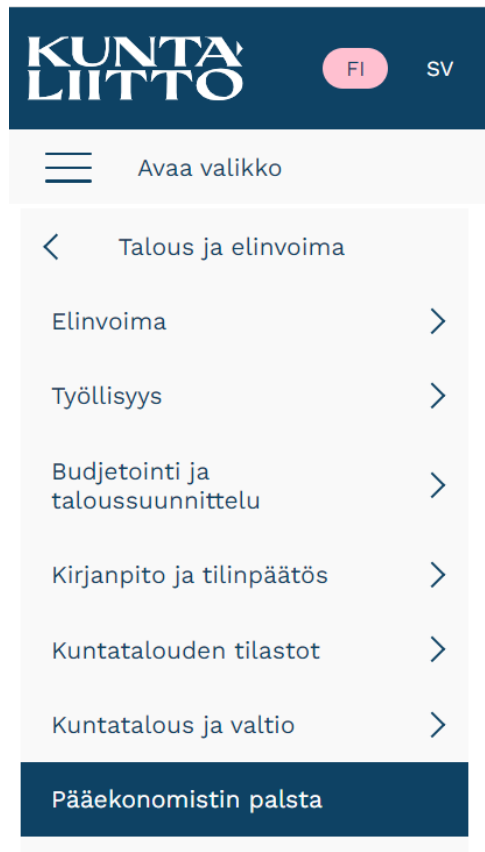 KUNTA
LIITTO
FI
SV
Avaa valikko
Talous ja elinvoima
Elinvoima
Työllisyys
Budjetointi ja
taloussuunnittelu
Kirjanpito ja tilinpäätös
Kuntatalouden tilastot
Kuntatalous ja valtio
Pääekonomistin palsta